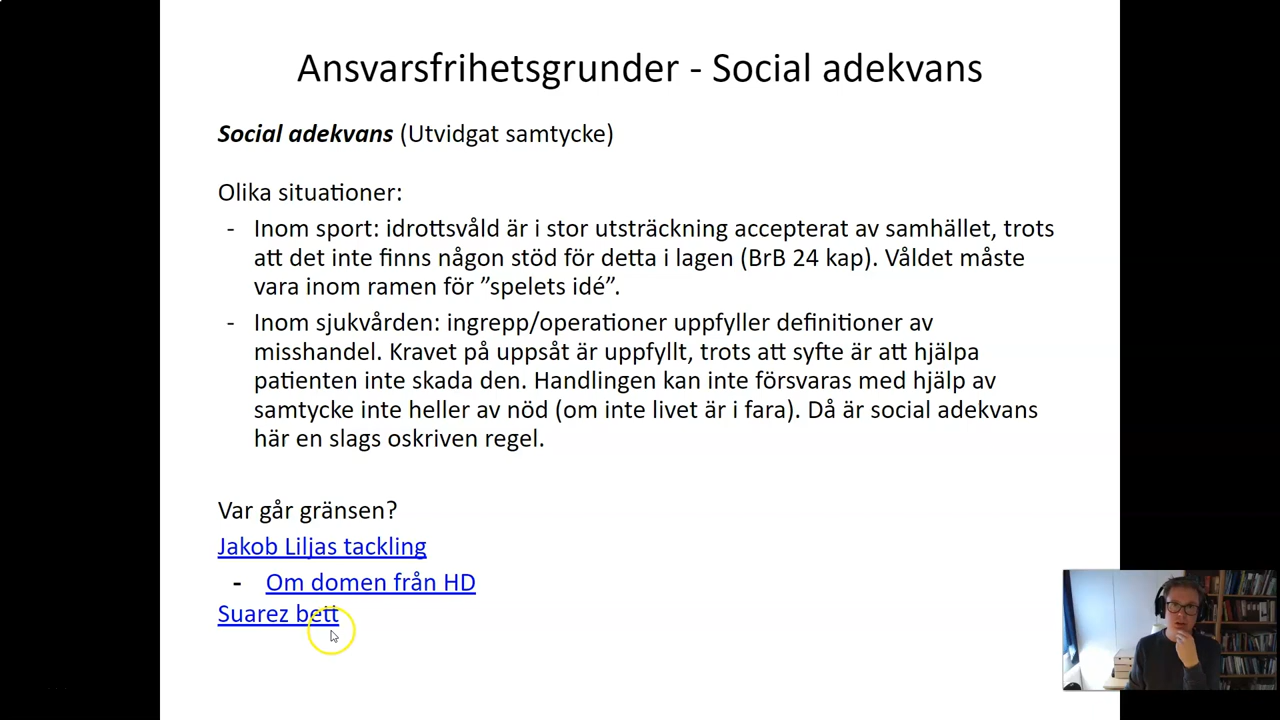 Ansvarsfrihetsgrunder - Social adekvans
Social adekvans (Utvidgat samtycke)
Olika situationer:
- Inom sport: idrottsvåld är i stor utsträckning accepterat av samhället, trots
att det inte finns någon stöd för detta i lagen (BrB 24 kap). Våldet måste
vara inom ramen för ”spelets idé”.
- Inom sjukvården: ingrepp/operationer uppfyller definitioner av
misshandel. Kravet på uppsåt är uppfyllt, trots att syfte är att hjälpa
patienten inte skada den. Handlingen kan inte försvaras med hjälp av
samtycke inte heller av nöd (om inte livet är i fara). Då är social adekvans
här en slags oskriven regel.
Var går gränsen?
Jakob Liljas tackling
- Om domen från HD
Suarez bett